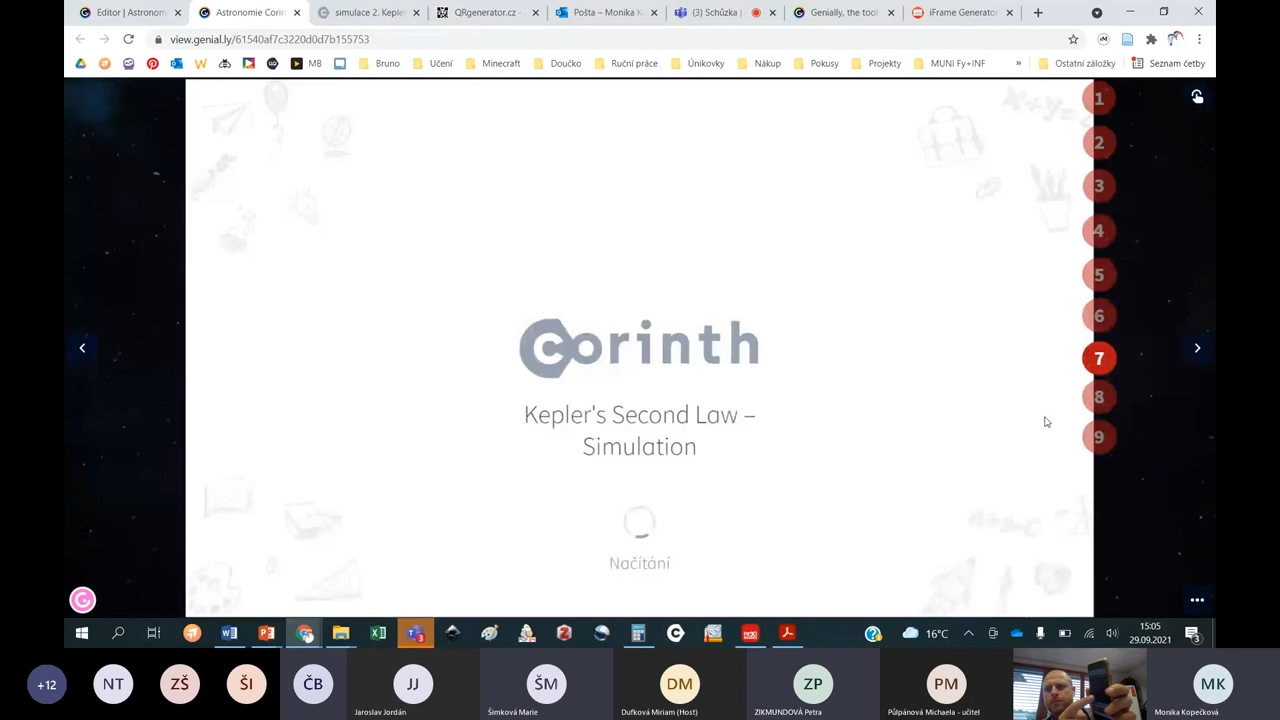 Editor | Astronom
Astronomie Corin
simulace 2. Kepler
QRgenerator.cz -
Pošta – Monika K
(3) Schůzka |
Genially, the tool
iFrame Generator
view.genial.ly/61540af7c3220d0d7b155753
Bruno
Učení
Minecraft
Doučko
Ruční práce
Únikovky
Nákup
Pokusy
Projekty
MUNI Fy+INF
»
Ostatní záložky
Seznam četby
MB
1
2
3
4
5
6
7
8
9
Corinth
Kepler's Second Law –
Simulation
Načítání
16°C
15:05
29.09.2021
3
+12
NT
ZŠ
ŠI
ČB
JJ
ŠM
DM
ZP
PM
MK
Jaroslav Jordán
Šimková Marie
Dufková Miriam (Host)
ZIKMUNDOVÁ Petra
Půlpánová Michaela - učitel
Monika Kopečková